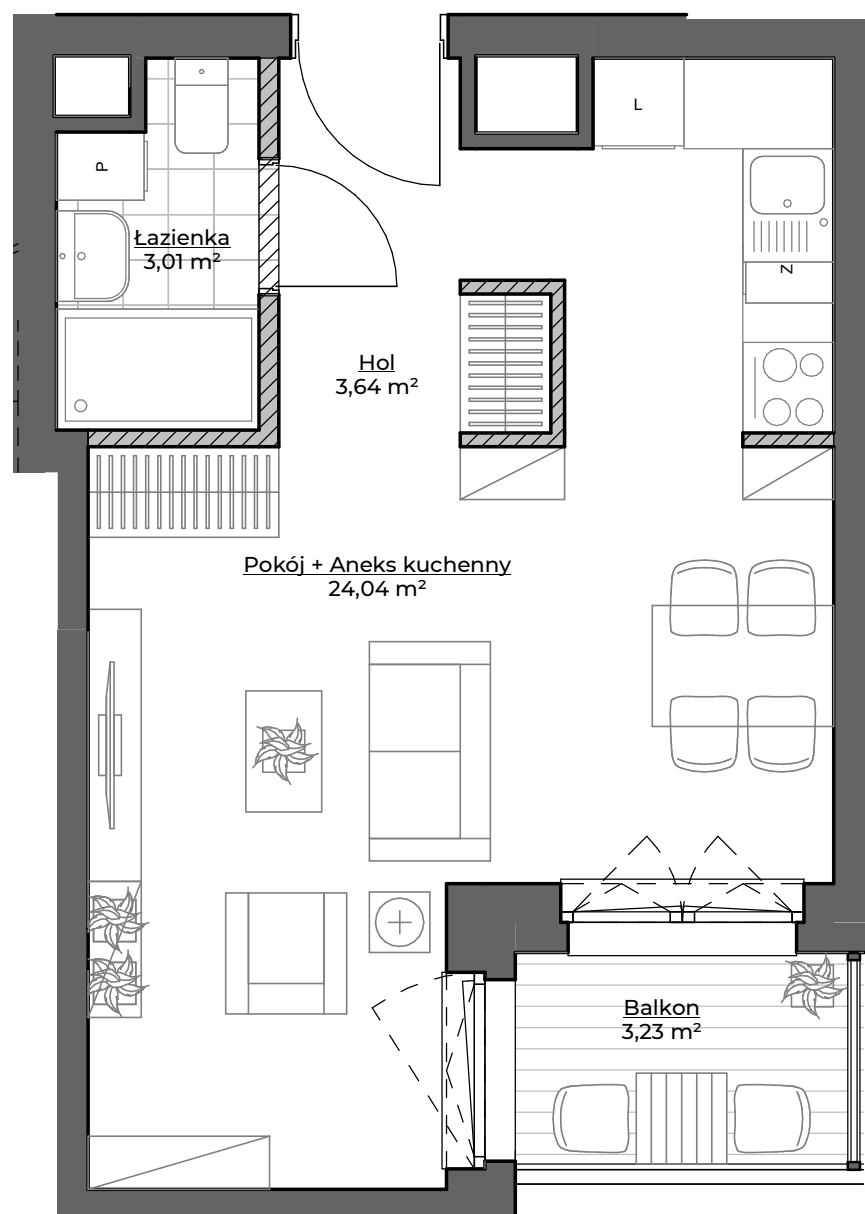 L
P
Łazienka
3,01 m²
Z
Hol
3,64 m²
Pokój + Aneks kuchenny
24,04 m²
Balkon
3,23 m²